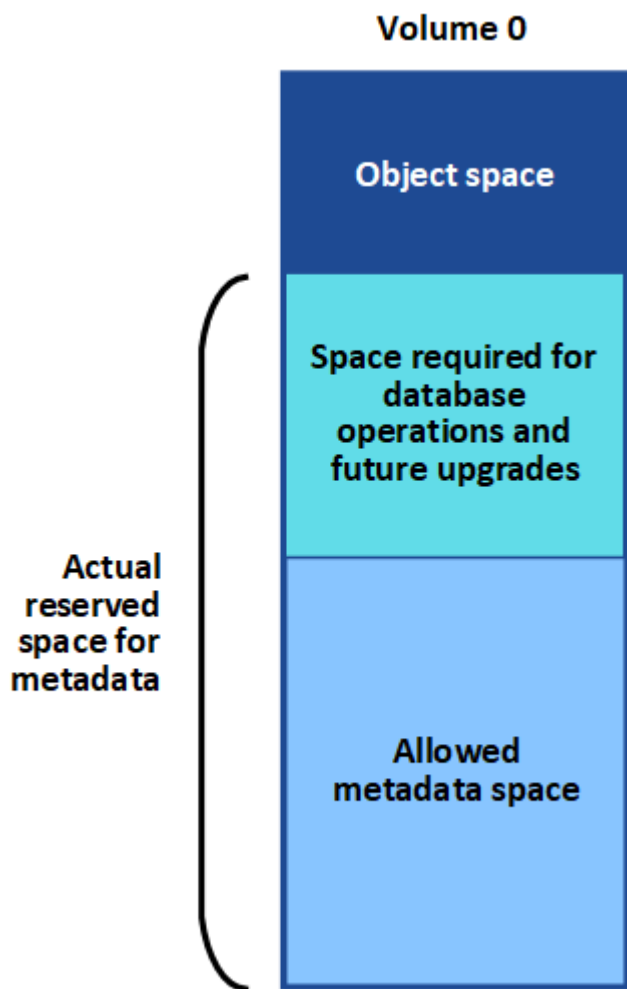 Volume 0
Object space
Space required for
database
operations and
future upgrades
Actual
reserved
space for
metadata
Allowed
metadata space